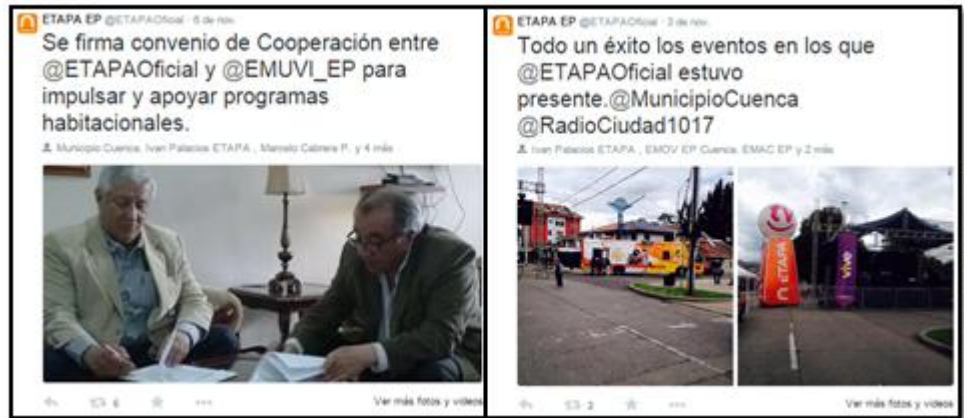 ETAPA EP @ETAPAOficial · 6 de nov.
Se firma convenio de Cooperación entre
@ETAPAOficial y @EMUVI_EP para
impulsar y apoyar programas
habitacionales.
Municipio Cuenca, Ivan Palacios ETAPA , Marcelo Cabrera P. y 4 más
6
Ver más fotos y videos
ETAPA EP @ETAPAOficial · 3 de nov.
Todo un éxito los eventos en los que
@ETAPAOficial estuvo
presente.@MunicipioCuenca
@RadioCiudad1017
Ivan Palacios ETAPA , EMOV EP Cuenca, EMAC EP y 2 más
ETAPA
vive
2
Ver más fotos y videos